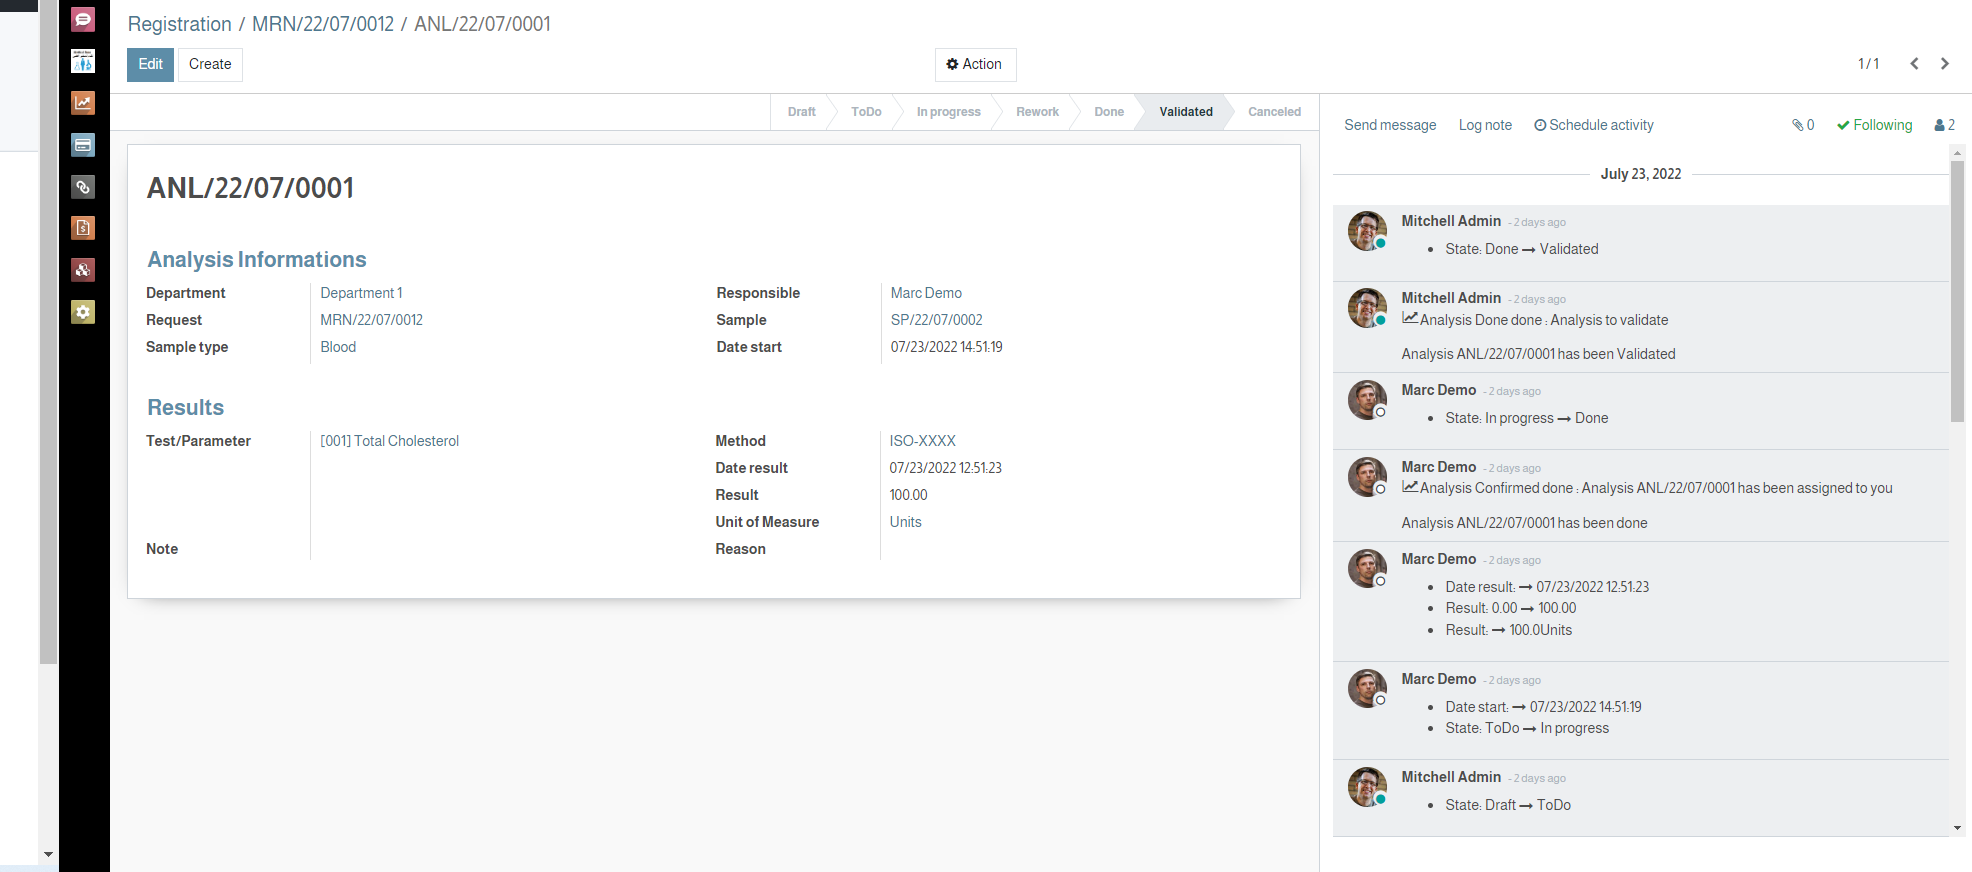 Registration / MRN/22/07/0012 / ANL/22/07/0001
Edit Create Action 1 / 1
Draft ToDo In progress Rework Done Validated Canceled
ANL/22/07/0001
Analysis Informations
Department Department 1 Responsible Marc Demo
Request MRN/22/07/0012 Sample SP/22/07/0002
Sample type Blood Date start 07/23/2022 14:51:19
Results
Test/Parameter [001] Total Cholesterol Method ISO-XXXX
Date result 07/23/2022 12:51:23
Result 100.00
Unit of Measure Units
Note Reason
Send message Log note Schedule activity 0 Following 2
July 23, 2022
Mitchell Admin - 2 days ago
• State: Done → Validated
Mitchell Admin - 2 days ago
Analysis Done done : Analysis to validate
Analysis ANL/22/07/0001 has been Validated
Marc Demo - 2 days ago
• State: In progress → Done
Marc Demo - 2 days ago
Analysis Confirmed done : Analysis ANL/22/07/0001 has been assigned to you
Analysis ANL/22/07/0001 has been done
Marc Demo - 2 days ago
• Date result: → 07/23/2022 12:51:23
• Result: 0.00 → 100.00
• Result: → 100.0Units
Marc Demo - 2 days ago
• Date start: → 07/23/2022 14:51:19
• State: ToDo → In progress
Mitchell Admin - 2 days ago
• State: Draft → ToDo